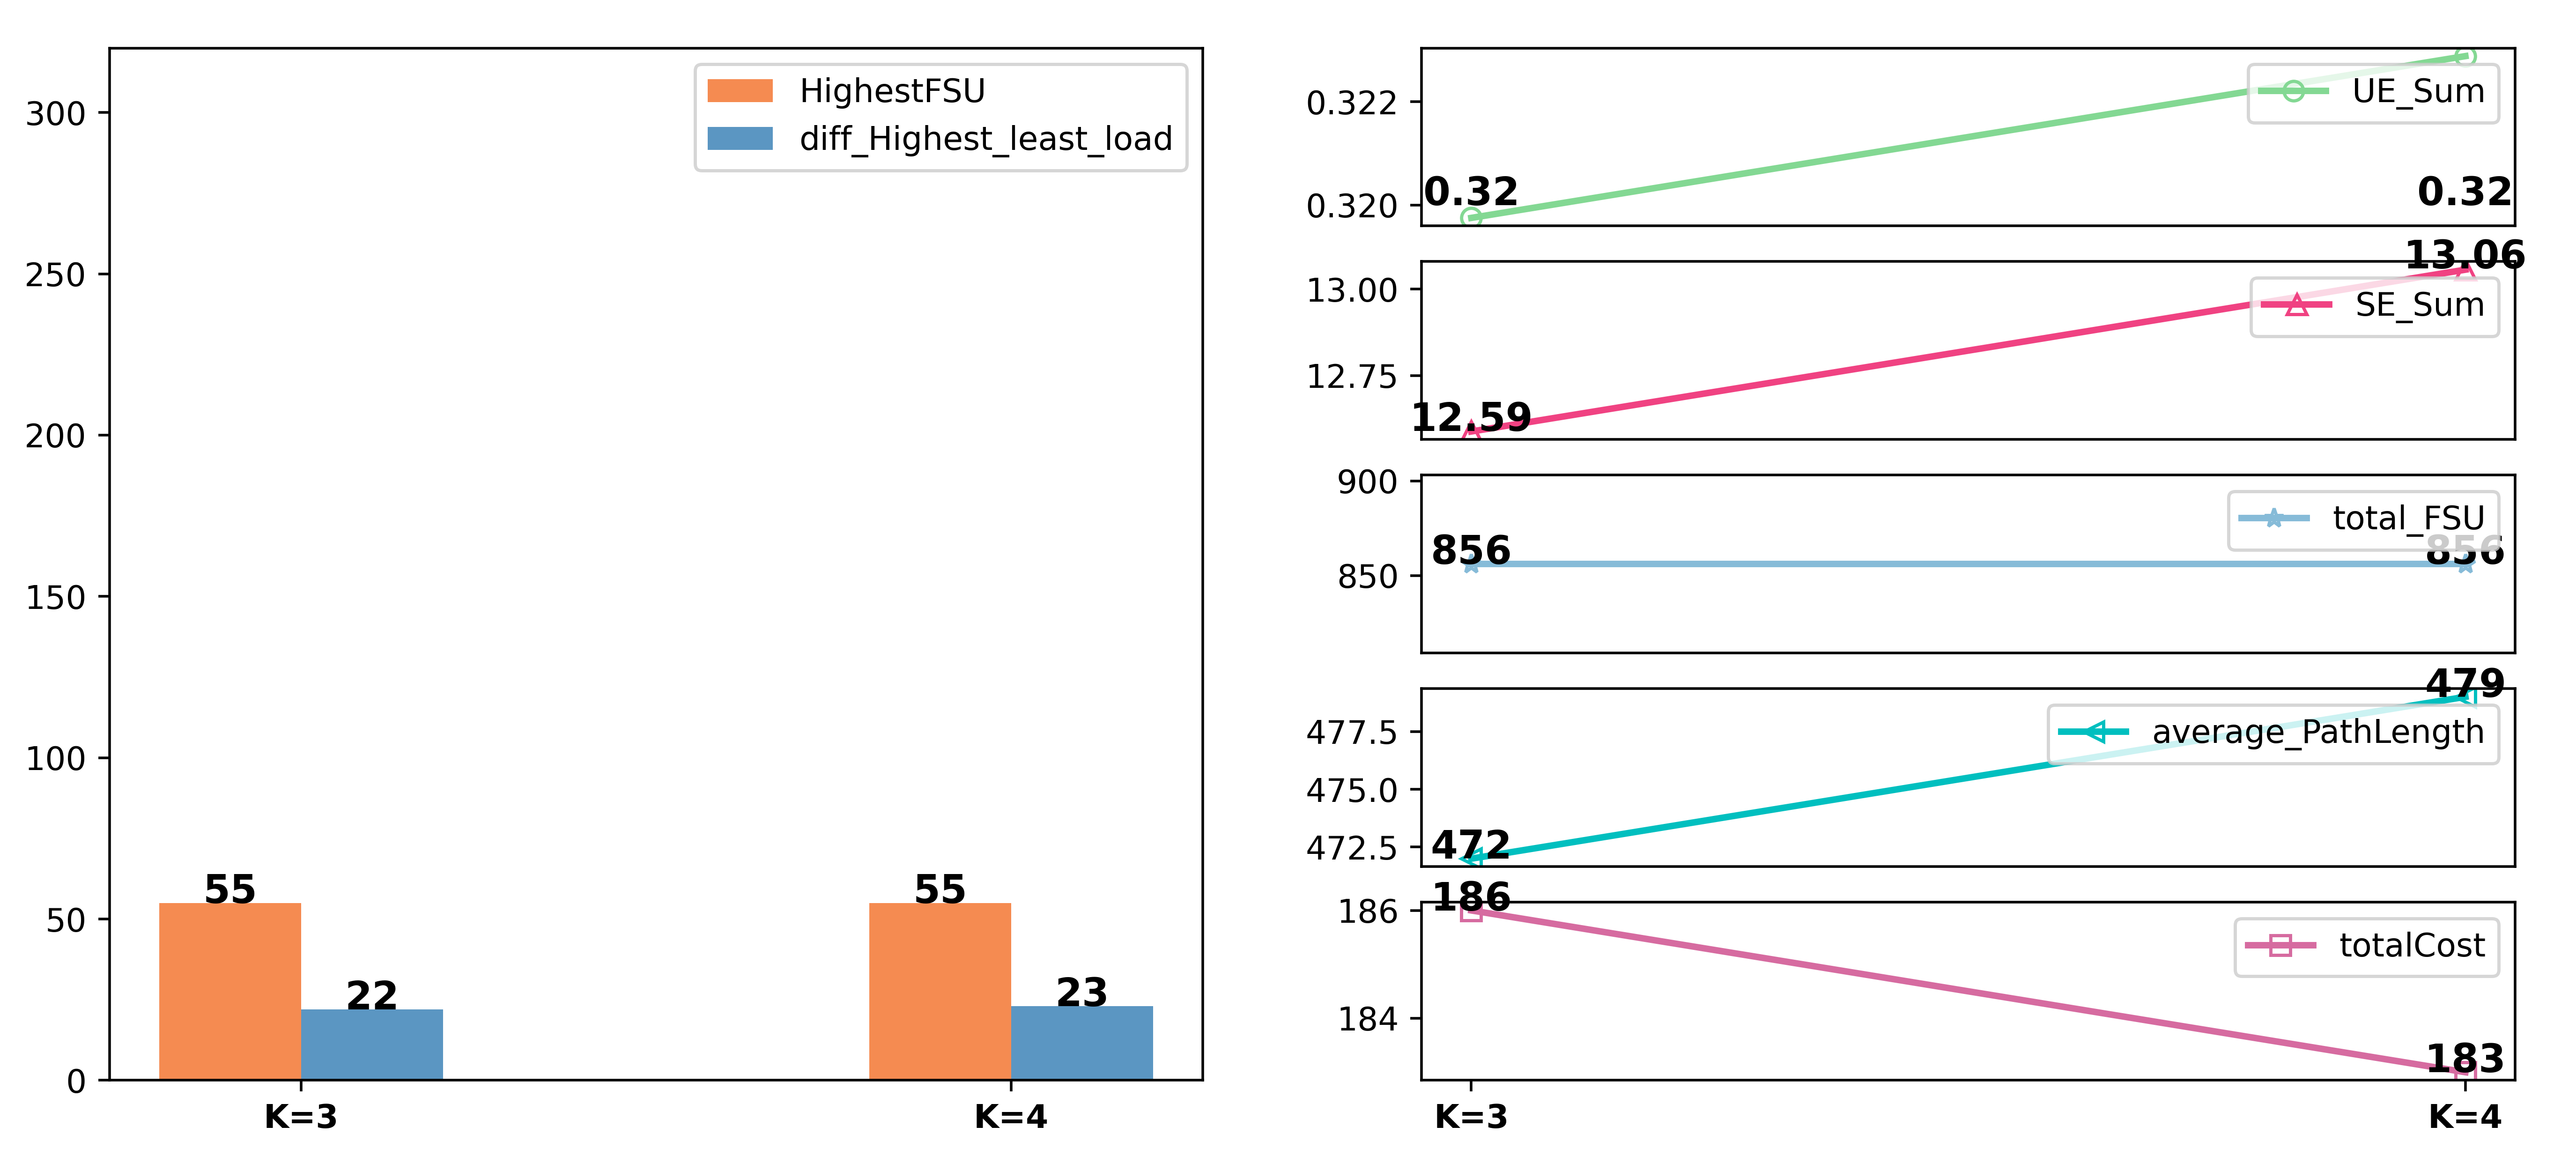 HighestFSU
diff_Highest_least_load
300
250
200
150
100
50
0
55
22
55
23
K=3
K=4
UE_Sum
0.322
0.320
0.32
0.32
SE_Sum
13.00
12.75
12.59
13.06
total_FSU
900
850
856
856
average_PathLength
477.5
475.0
472.5
472
479
totalCost
186
184
186
183
K=3
K=4